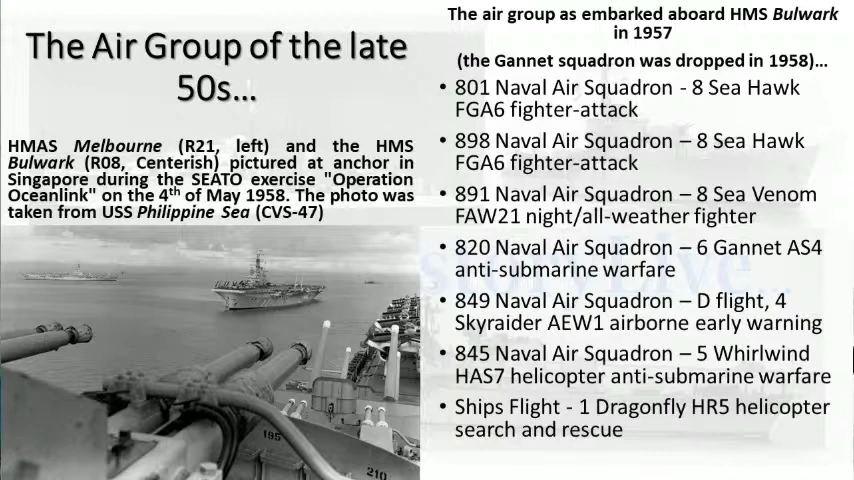 The Air Group of the late
50s...
HMAS Melbourne (R21, left) and the HMS
Bulwark (R08, Centerish) pictured at anchor in
Singapore during the SEATO exercise "Operation
Oceanlink" on the 4th of May 1958. The photo was
taken from USS Philippine Sea (CVS-47)
195
210
The air group as embarked aboard HMS Bulwark
in 1957
(the Gannet squadron was dropped in 1958)...
• 801 Naval Air Squadron - 8 Sea Hawk
FGA6 fighter-attack
• 898 Naval Air Squadron – 8 Sea Hawk
FGA6 fighter-attack
• 891 Naval Air Squadron – 8 Sea Venom
FAW21 night/all-weather fighter
• 820 Naval Air Squadron – 6 Gannet AS4
anti-submarine warfare
• 849 Naval Air Squadron – D flight, 4
Skyraider AEW1 airborne early warning
• 845 Naval Air Squadron – 5 Whirlwind
HAS7 helicopter anti-submarine warfare
• Ships Flight - 1 Dragonfly HR5 helicopter
search and rescue